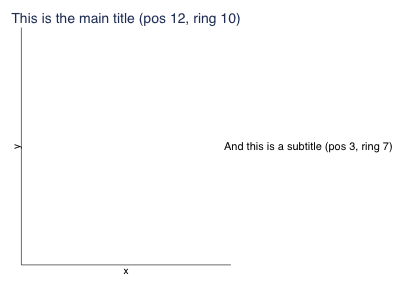 This is the main title (pos 12, ring 10)
y
And this is a subtitle (pos 3, ring 7)
x